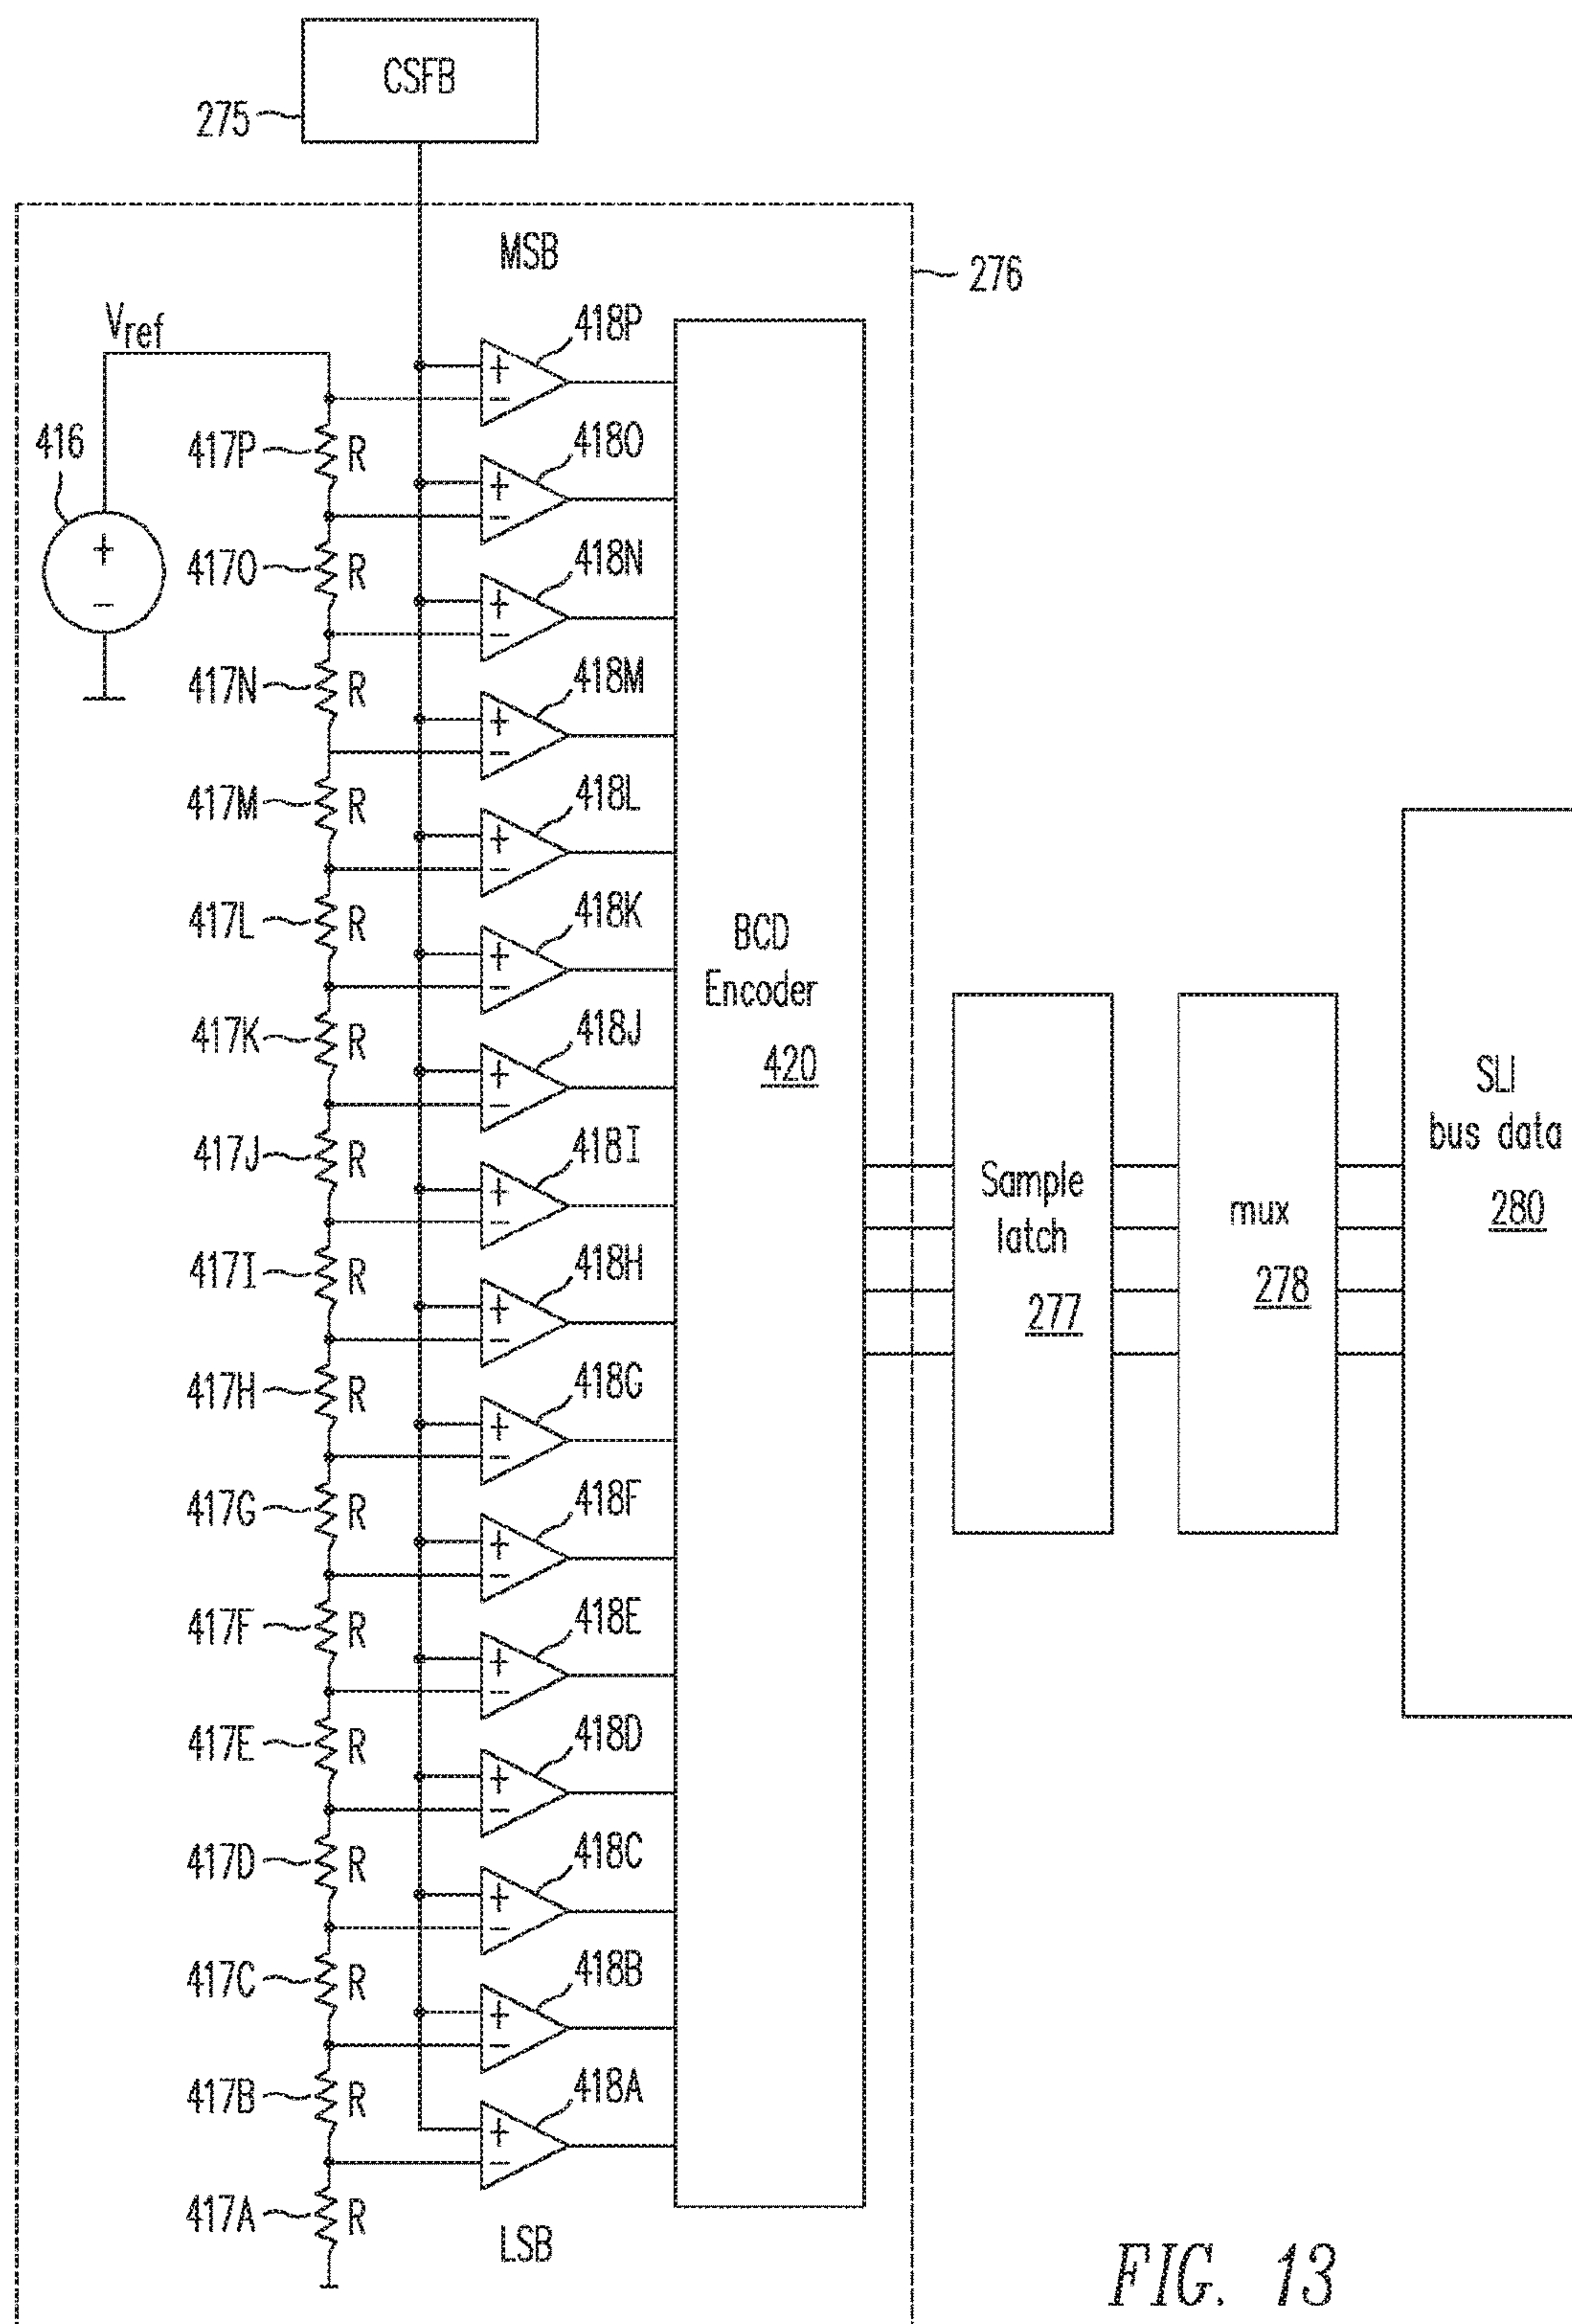 CSFB
275
MSB
276
Vref
418P
416
417P R
418O
417O R
418N
417N R
418M
417M R
418L
417L R
418K
BCD
Encoder
420
417K R
418J
417J R
418I
417I R
418H
417H R
418G
417G R
418F
417F R
418E
417E R
418D
417D R
418C
417C R
418B
417B R
418A
417A R
LSB
+
−
+
−
+
−
+
−
+
−
+
−
+
−
+
−
+
−
+
−
+
−
+
−
+
−
+
−
+
−
+
−
+
−
Sample
latch
277
mux
278
SLI
bus data
280
FIG. 13